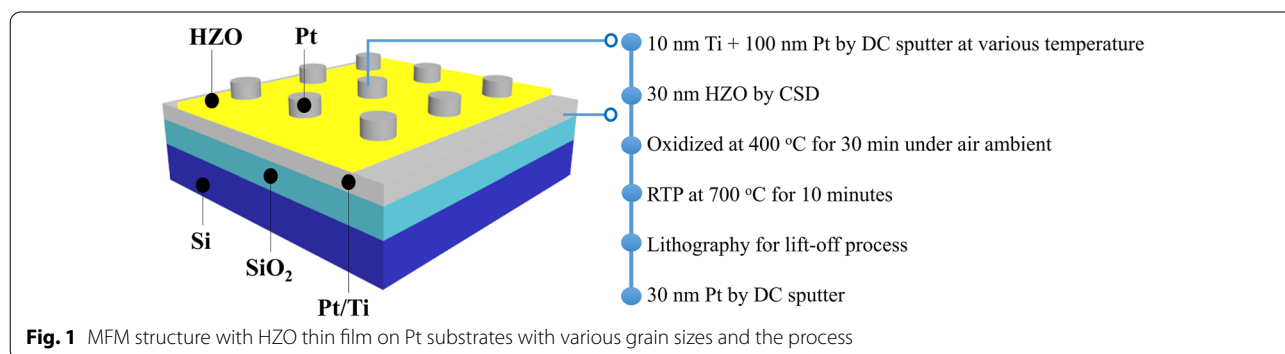 HZO
Pt
Si
SiO₂
Pt/Ti
10 nm Ti + 100 nm Pt by DC sputter at various temperature
30 nm HZO by CSD
Oxidized at 400 °C for 30 min under air ambient
RTP at 700 °C for 10 minutes
Lithography for lift-off process
30 nm Pt by DC sputter
Fig. 1 MFM structure with HZO thin film on Pt substrates with various grain sizes and the process